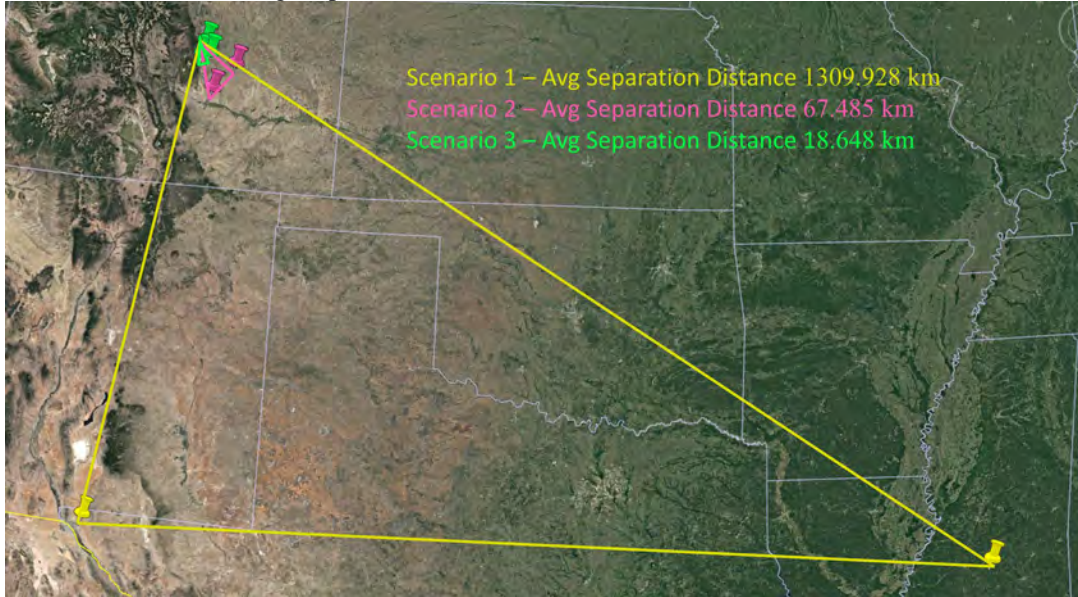 Scenario 1 – Avg Separation Distance 1309.928 km
Scenario 2 – Avg Separation Distance 67.485 km
Scenario 3 – Avg Separation Distance 18.648 km